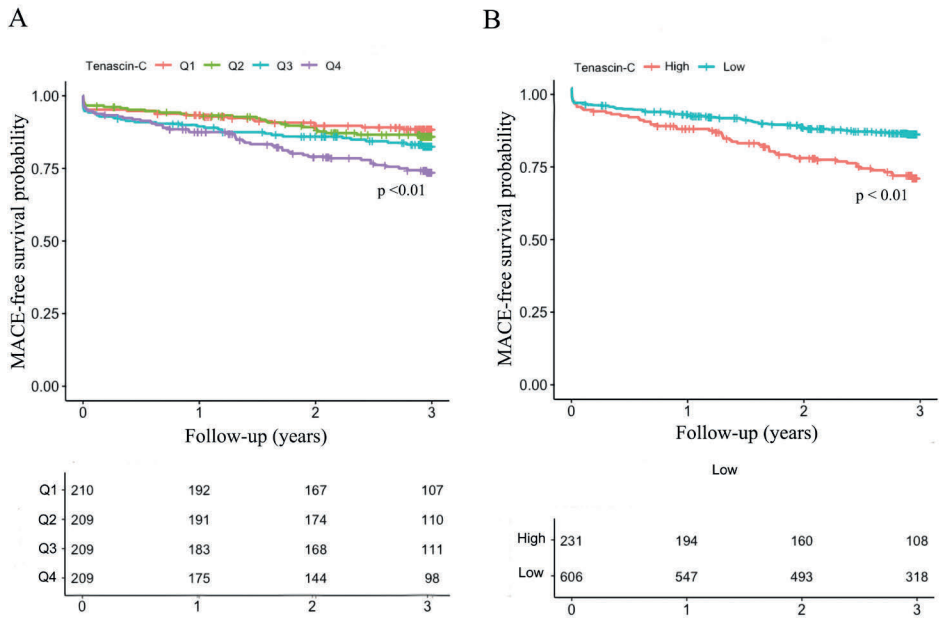 A
Tenascin-C Q1 Q2 Q3 Q4
MACE-free survival probability
1.00
0.75
0.50
0.25
0.00
p <0.01
0 1 2 3
Follow-up (years)
Q1 210 192 167 107
Q2 209 191 174 110
Q3 209 183 168 111
Q4 209 175 144 98
0 1 2 3
B
Tenascin-C High Low
MACE-free survival probability
1.00
0.75
0.50
0.25
0.00
p < 0.01
0 1 2 3
Follow-up (years)
Low
High 231 194 160 108
Low 606 547 493 318
0 1 2 3